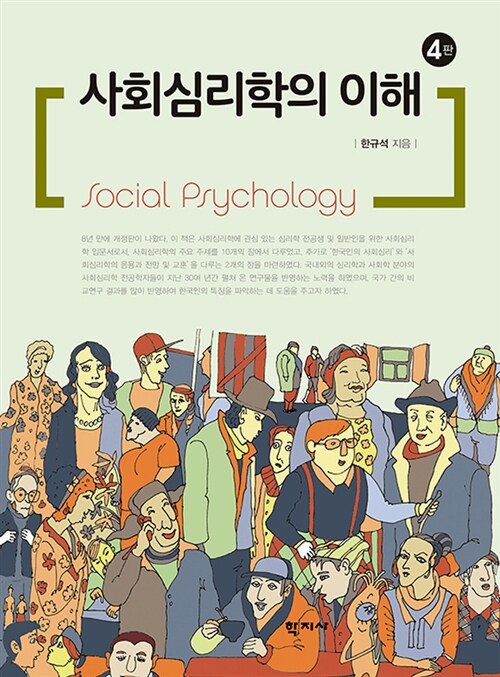 4판
사회심리학의 이해
| 한규석 지음 |
Social Psychology
8년 만에 개정판이 나왔다. 이 책은 사회심리학에 관심 있는 심리학 전공생 및 일반인을 위한 사회심리
학 입문서로서, 사회심리학의 주요 주제를 10개의 장에서 다루었고, 추가로 '한국인의 사회심리'와 '사
회심리학의 응용과 전망 및 교훈'을 다루는 2개의 장을 마련하였다. 국내외의 심리학과 사회학 분야의
사회심리학 전공학자들이 지난 30여 년간 펼쳐 온 연구물을 반영하는 노력을 하였으며, 국가 간의 비
교연구 결과를 많이 반영하여 한국인의 특징을 파악하는 데 도움을 주고자 하였다.
학지사